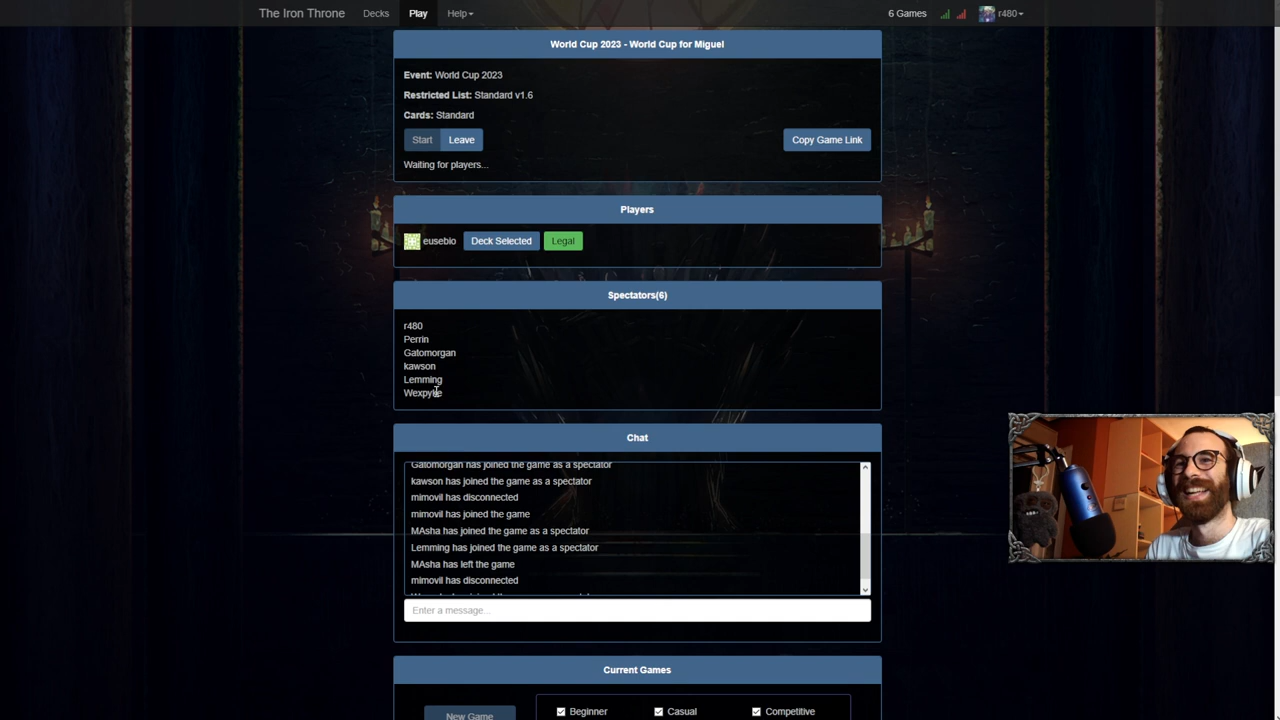 The Iron Throne Decks Play Help 6 Games r480
World Cup 2023 - World Cup for Miguel
Event: World Cup 2023
Restricted List: Standard v1.6
Cards: Standard
Start Leave Copy Game Link
Waiting for players...
Players
eusebio Deck Selected Legal
Spectators(6)
r480
Perrin
Gatomorgan
kawson
Lemming
Wexpyke
Chat
Gatomorgan has joined the game as a spectator
kawson has joined the game as a spectator
mimovil has disconnected
mimovil has joined the game
MAsha has joined the game as a spectator
Lemming has joined the game as a spectator
MAsha has left the game
mimovil has disconnected
Enter a message...
Current Games
New Game Beginner Casual Competitive